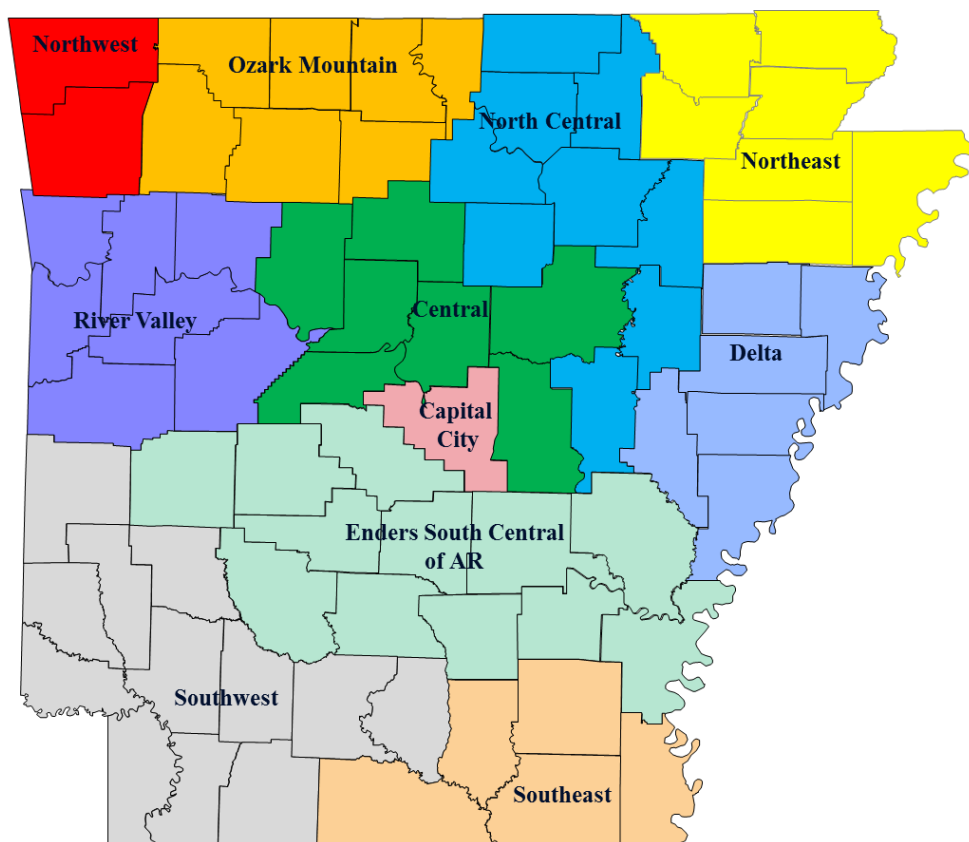 Northwest
Ozark Mountain
North Central
Northeast
River Valley
Central
Delta
Capital
City
Enders South Central
of AR
Southwest
Southeast